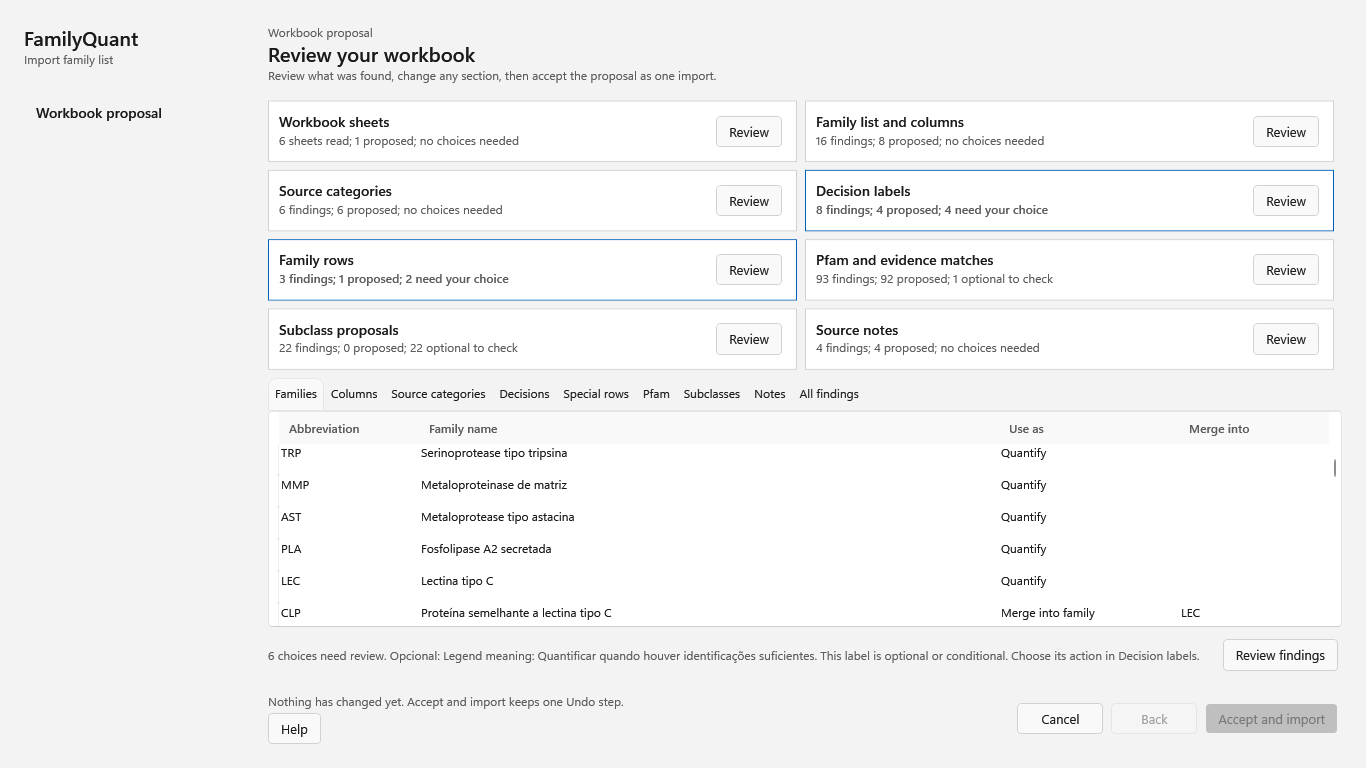 FamilyQuant
Import family list
Workbook proposal
Workbook proposal
Review your workbook
Review what was found, change any section, then accept the proposal as one import.
Workbook sheets
6 sheets read; 1 proposed; no choices needed
Review
Family list and columns
16 findings; 8 proposed; no choices needed
Review
Source categories
6 findings; 6 proposed; no choices needed
Review
Decision labels
8 findings; 4 proposed; 4 need your choice
Review
Family rows
3 findings; 1 proposed; 2 need your choice
Review
Pfam and evidence matches
93 findings; 92 proposed; 1 optional to check
Review
Subclass proposals
22 findings; 0 proposed; 22 optional to check
Review
Source notes
4 findings; 4 proposed; no choices needed
Review
Families Columns Source categories Decisions Special rows Pfam Subclasses Notes All findings
Abbreviation Family name Use as Merge into
TRP Serinoprotease tipo tripsina Quantify
MMP Metaloproteinase de matriz Quantify
AST Metaloprotease tipo astacina Quantify
PLA Fosfolipase A2 secretada Quantify
LEC Lectina tipo C Quantify
CLP Proteína semelhante a lectina tipo C Merge into family LEC
6 choices need review. Opcional: Legend meaning: Quantificar quando houver identificações suficientes. This label is optional or conditional. Choose its action in Decision labels.
Review findings
Nothing has changed yet. Accept and import keeps one Undo step.
Help
Cancel Back Accept and import